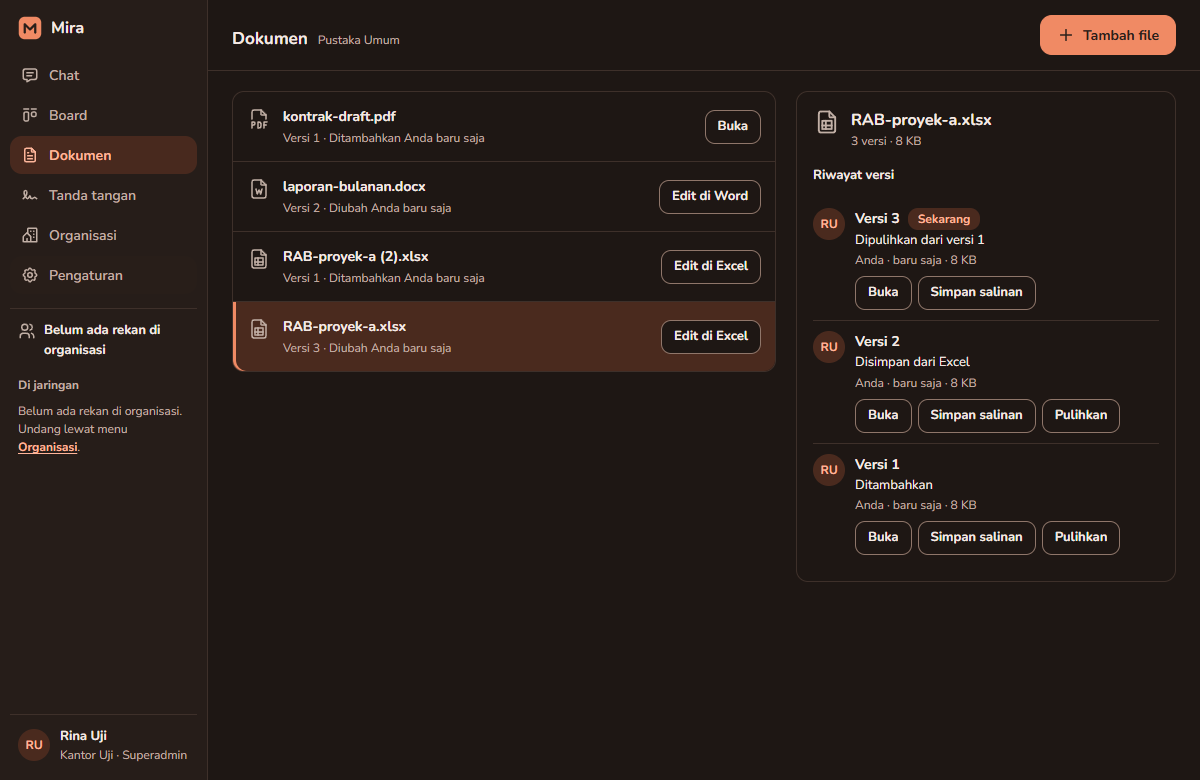 Mira
Chat
Board
Dokumen
Tanda tangan
Organisasi
Pengaturan
Belum ada rekan di
organisasi
Di jaringan
Belum ada rekan di organisasi.
Undang lewat menu
Organisasi.
RU
Rina Uji
Kantor Uji · Superadmin
Dokumen Pustaka Umum
Tambah file
PDF
kontrak-draft.pdf
Versi 1 · Ditambahkan Anda baru saja
Buka
W
laporan-bulanan.docx
Versi 2 · Diubah Anda baru saja
Edit di Word
RAB-proyek-a (2).xlsx
Versi 1 · Ditambahkan Anda baru saja
Edit di Excel
RAB-proyek-a.xlsx
Versi 3 · Diubah Anda baru saja
Edit di Excel
RAB-proyek-a.xlsx
3 versi · 8 KB
Riwayat versi
RU
Versi 3 Sekarang
Dipulihkan dari versi 1
Anda · baru saja · 8 KB
Buka Simpan salinan
RU
Versi 2
Disimpan dari Excel
Anda · baru saja · 8 KB
Buka Simpan salinan Pulihkan
RU
Versi 1
Ditambahkan
Anda · baru saja · 8 KB
Buka Simpan salinan Pulihkan